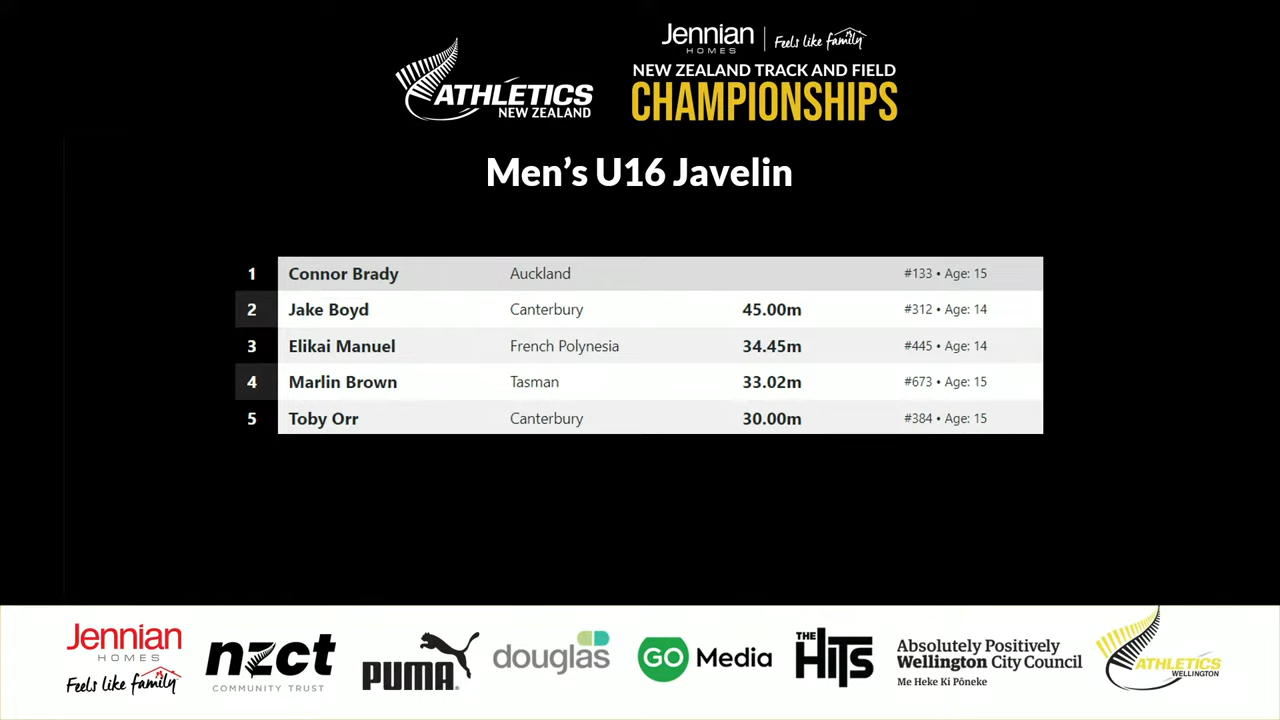 Jennian
HOMES
Feels like family
ATHLETICS
NEW ZEALAND
NEW ZEALAND TRACK AND FIELD
CHAMPIONSHIPS
Men’s U16 Javelin
1 Connor Brady Auckland #133 • Age: 15
2 Jake Boyd Canterbury 45.00m #312 • Age: 14
3 Elikai Manuel French Polynesia 34.45m #445 • Age: 14
4 Marlin Brown Tasman 33.02m #673 • Age: 15
5 Toby Orr Canterbury 30.00m #384 • Age: 15
Jennian
HOMES
Feels like family
nzct
COMMUNITY TRUST
PUMA
douglas
GO Media
THE
HITS
Absolutely Positively
Wellington City Council
Me Heke Ki Pōneke
ATHLETICS
WELLINGTON